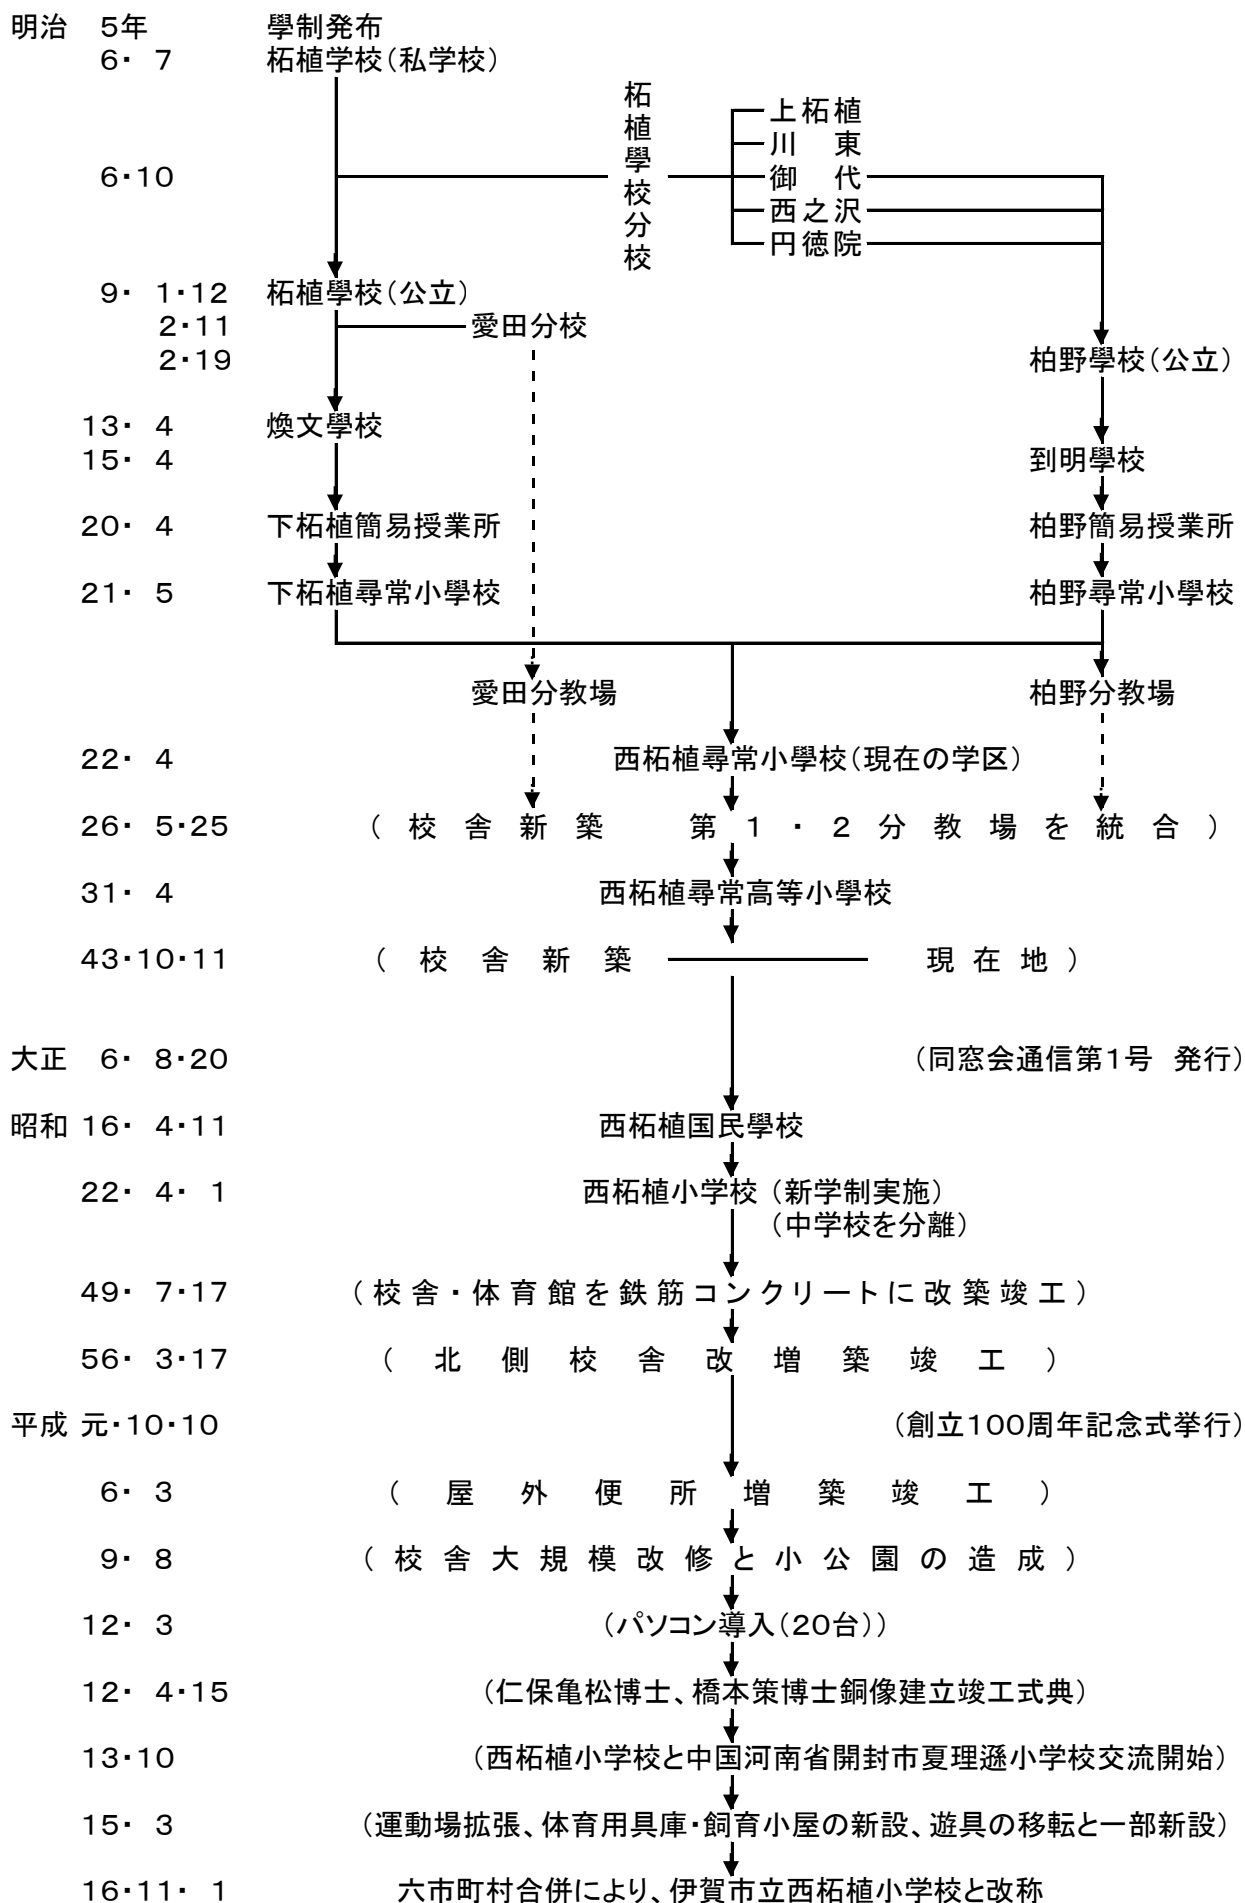 明治 5年 學制発布
6・ 7 柘植学校(私学校)
柘植學校分校
上柘植
川 東
6・10
御 代
西之沢
円徳院
9・ 1・12 柘植學校(公立)
2・11 愛田分校
2・19 柏野學校(公立)
13・ 4 煥文學校
15・ 4 到明學校
20・ 4 下柘植簡易授業所 柏野簡易授業所
21・ 5 下柘植尋常小學校 柏野尋常小學校
愛田分教場 柏野分教場
22・ 4 西柘植尋常小學校(現在の学区)
26・ 5・25 (校舎新築 第1・2分教場を統合)
31・ 4 西柘植尋常高等小學校
43・10・11 (校舎新築 ― 現在地)
大正 6・ 8・20 (同窓会通信第1号 発行)
昭和 16・ 4・11 西柘植国民學校
22・ 4・ 1 西柘植小学校(新学制実施)
(中学校を分離)
49・ 7・17 (校舎・体育館を鉄筋コンクリートに改築竣工)
56・ 3・17 (北側校舎改増築竣工)
平成 元・10・10 (創立100周年記念式挙行)
6・ 3 (屋外便所増築竣工)
9・ 8 (校舎大規模改修と小公園の造成)
12・ 3 (パソコン導入(20台))
12・ 4・15 (仁保亀松博士、橋本策博士銅像建立竣工式典)
13・10 (西柘植小学校と中国河南省開封市夏理遜小学校交流開始)
15・ 3 (運動場拡張、体育用具庫・飼育小屋の新設、遊具の移転と一部新設)
16・11・ 1 六市町村合併により、伊賀市立西柘植小学校と改称